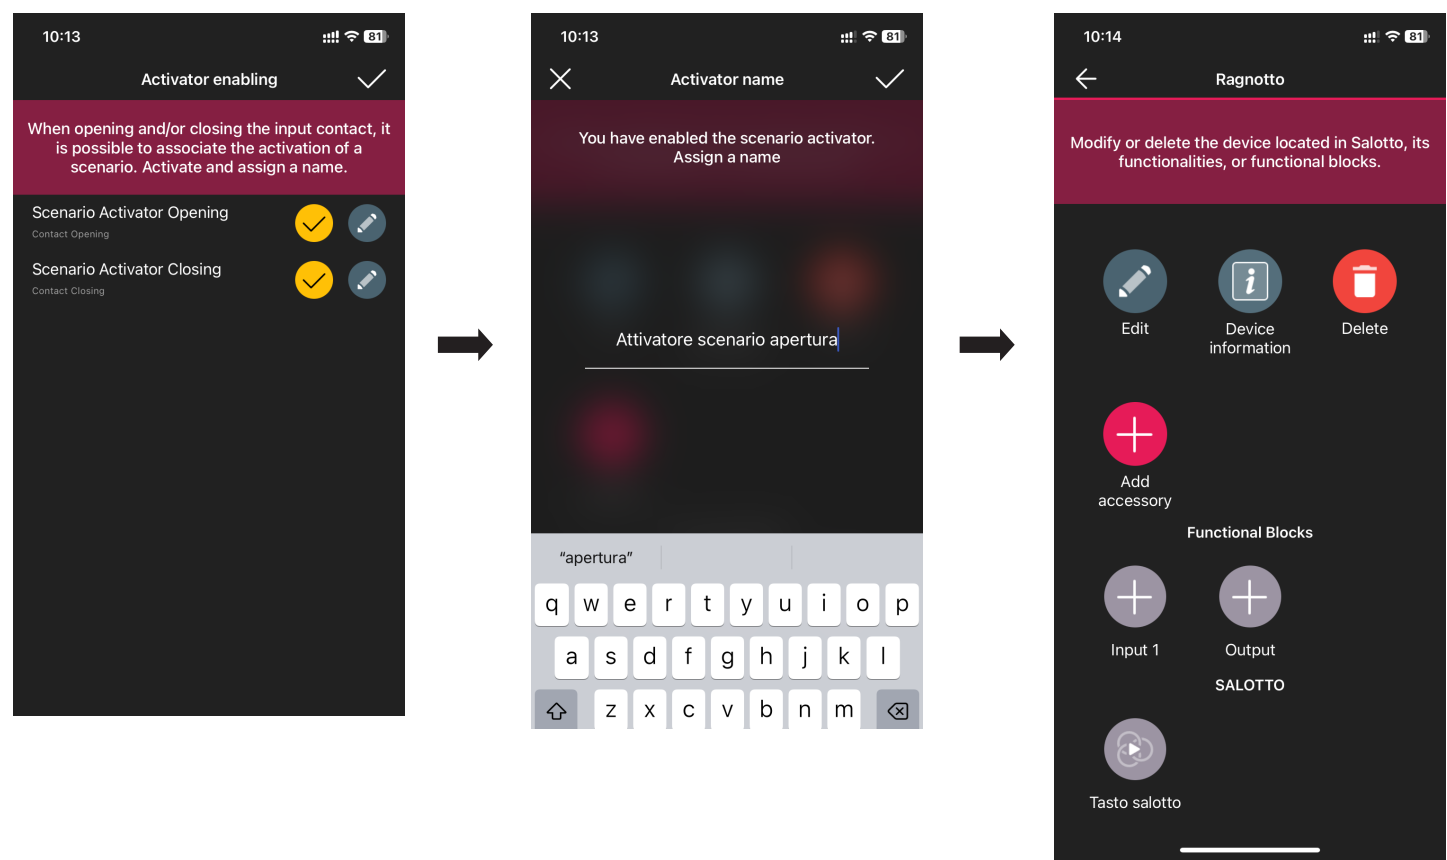 10:13
81
Activator enabling
When opening and/or closing the input contact, it
is possible to associate the activation of a
scenario. Activate and assign a name.
Scenario Activator Opening
Contact Opening
Scenario Activator Closing
Contact Closing
10:13
81
Activator name
You have enabled the scenario activator.
Assign a name
Attivatore scenario apertura
"apertura"
q w e r t y u i o p
a s d f g h j k l
z x c v b n m
10:14
81
Ragnotto
Modify or delete the device located in Salotto, its
functionalities, or functional blocks.
Edit
Device
information
Delete
Add
accessory
Functional Blocks
Input 1
Output
SALOTTO
Tasto salotto